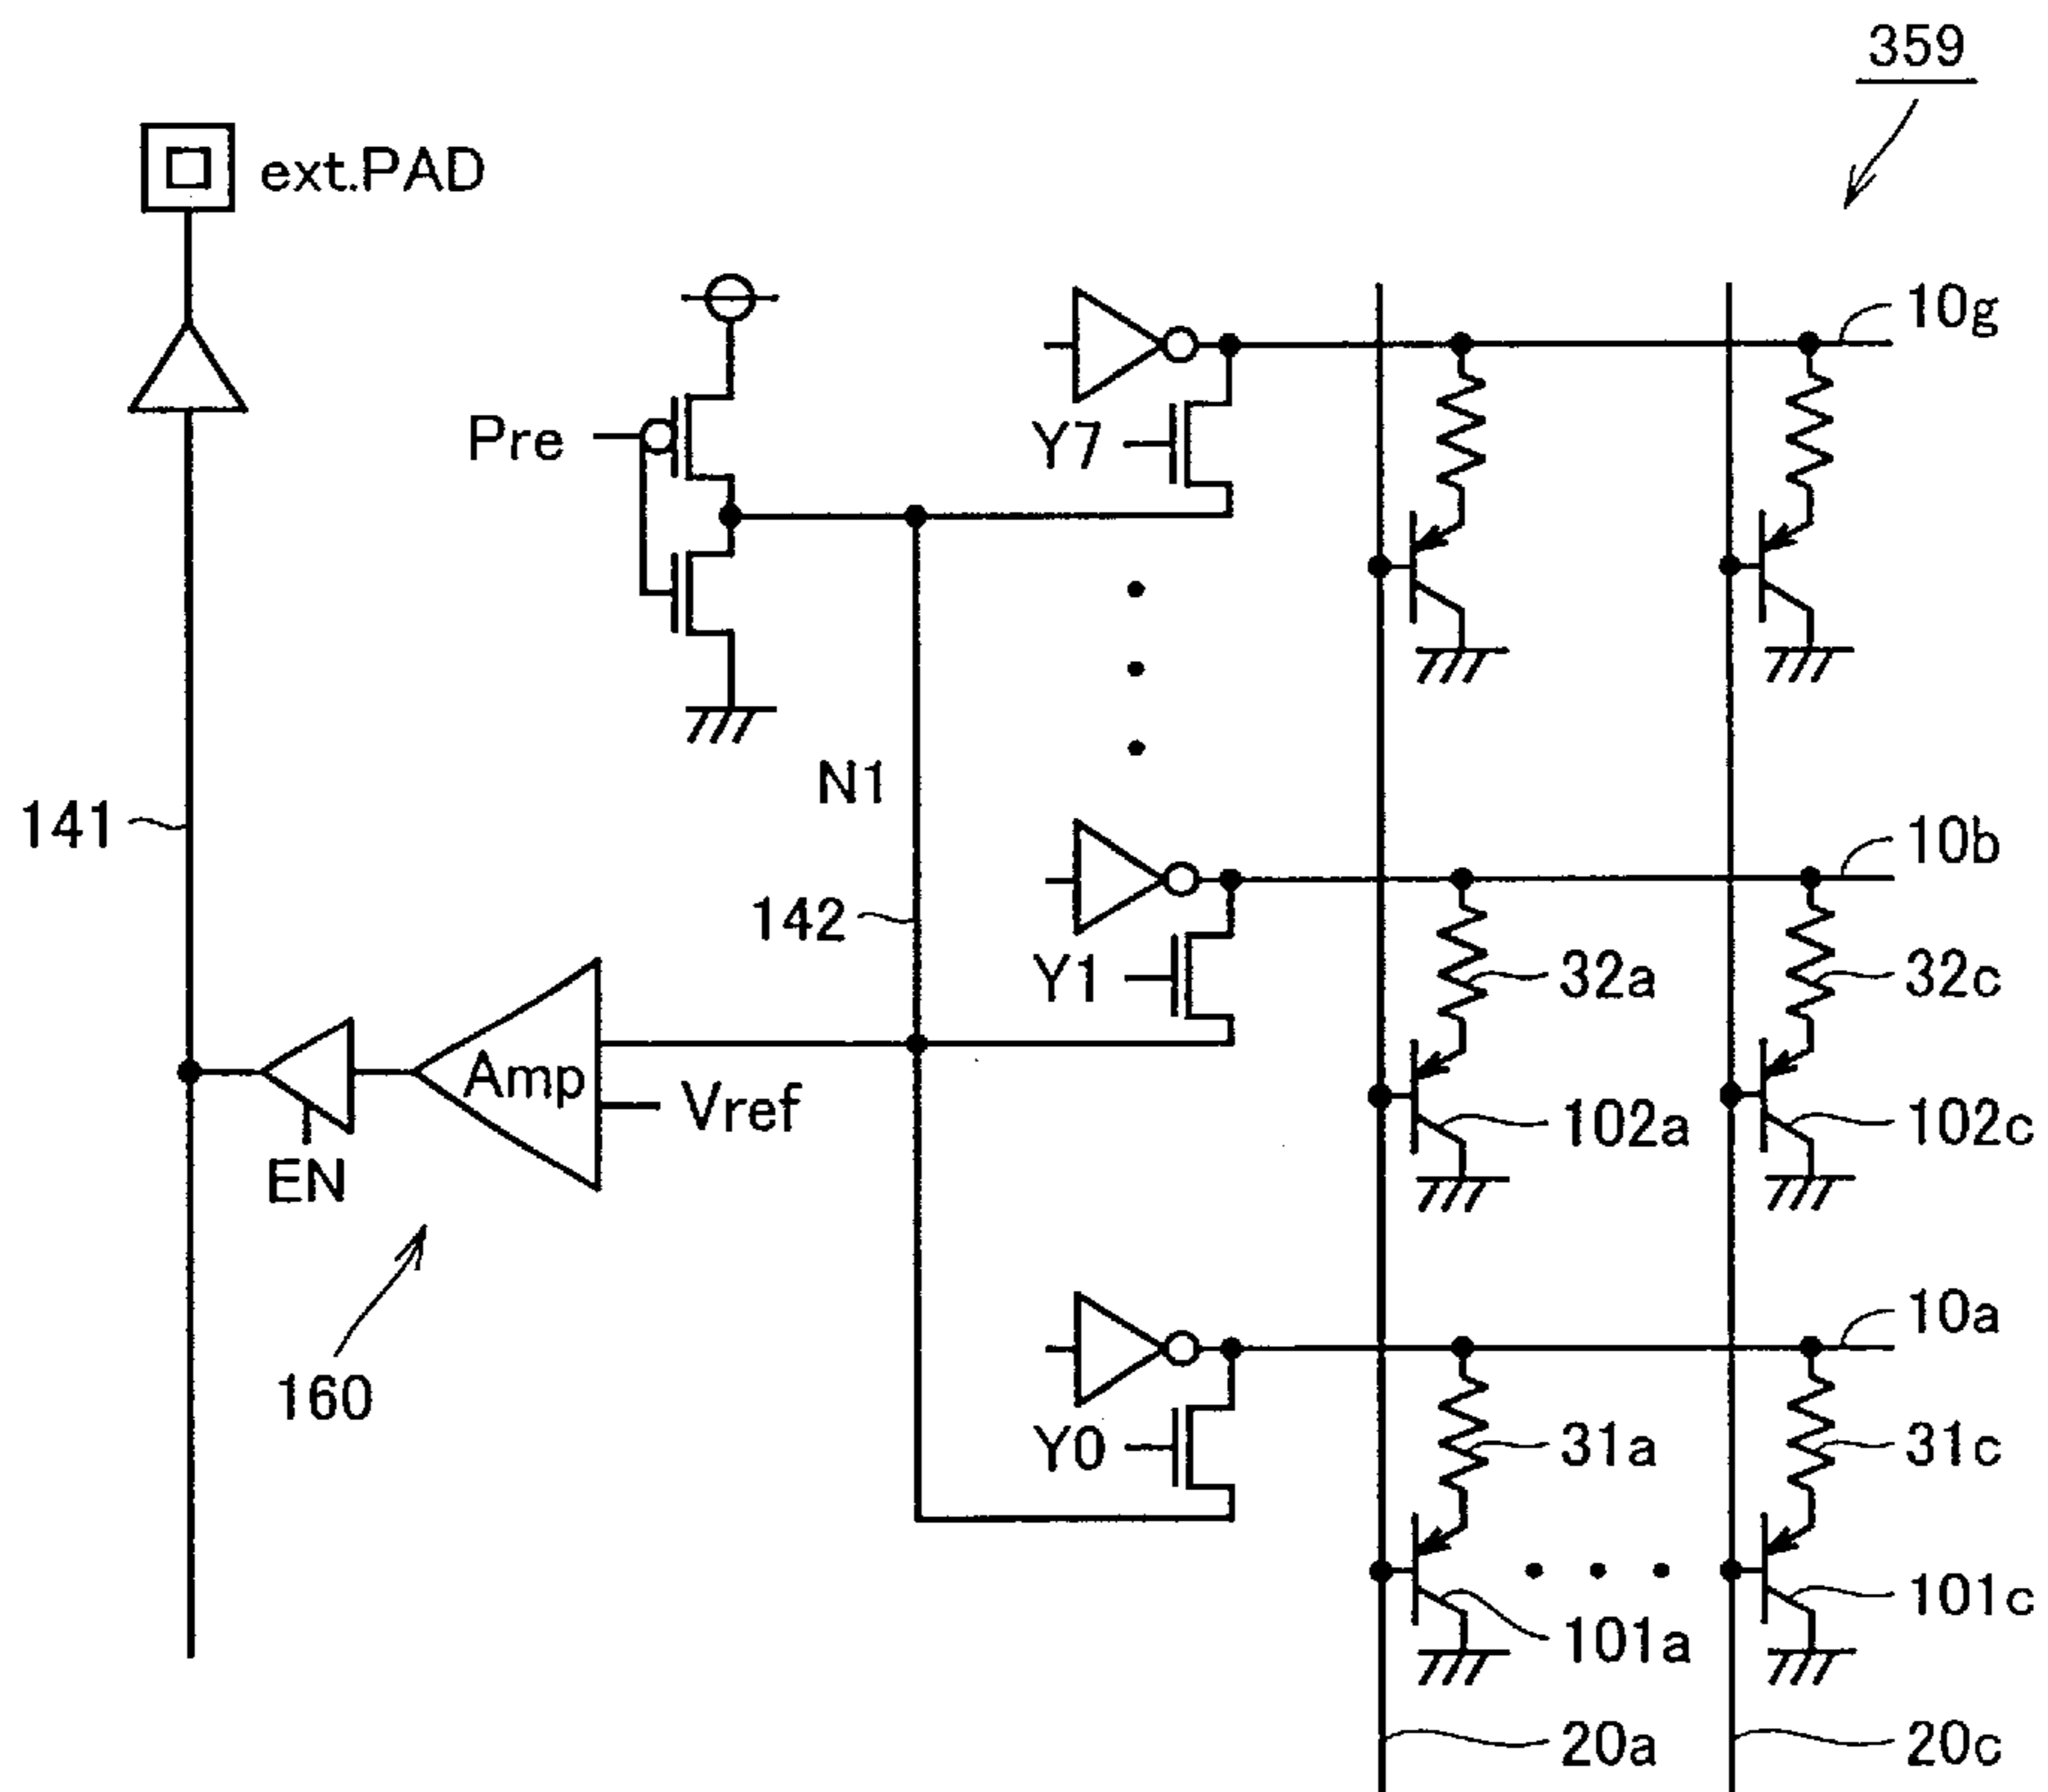 359
ext.PAD
10g
Pre
Y7
N1
141
10b
142
Y1
32a
32c
Amp
Vref
102a
102c
EN
10a
160
Y0
31a
31c
101a
101c
20a
20c